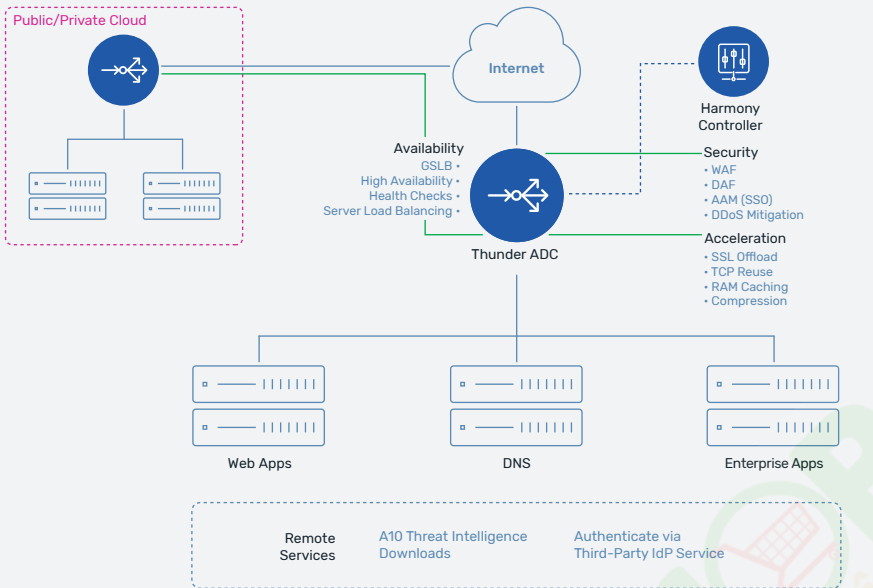 Public/Private Cloud
Internet
Harmony
Controller
Availability
GSLB •
High Availability •
Health Checks •
Server Load Balancing •
Security
• WAF
• DAF
• AAM (SSO)
• DDoS Mitigation
Thunder ADC
Acceleration
• SSL Offload
• TCP Reuse
• RAM Caching
• Compression
Web Apps
DNS
Enterprise Apps
Remote
Services
A10 Threat Intelligence
Downloads
Authenticate via
Third-Party IdP Service